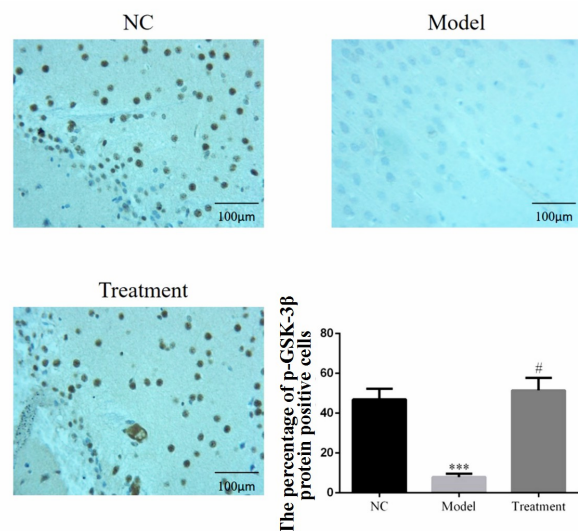 NC
Model
100μm
100μm
Treatment
100μm
The percentage of p-GSK-3β
protein positive cells
80
60
40
20
0
#
***
NC
Model
Treatment